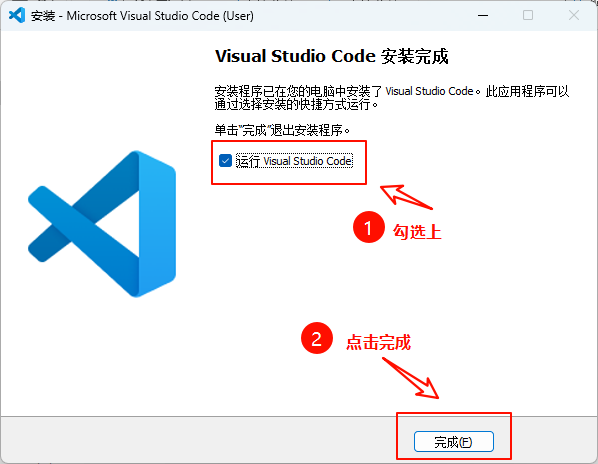 安装 - Microsoft Visual Studio Code (User)
Visual Studio Code 安装完成
安装程序已在您的电脑中安装了 Visual Studio Code。此应用程序可以
通过选择安装的快捷方式运行。
单击“完成”退出安装程序。
运行 Visual Studio Code
1 勾选上
2 点击完成
完成(F)